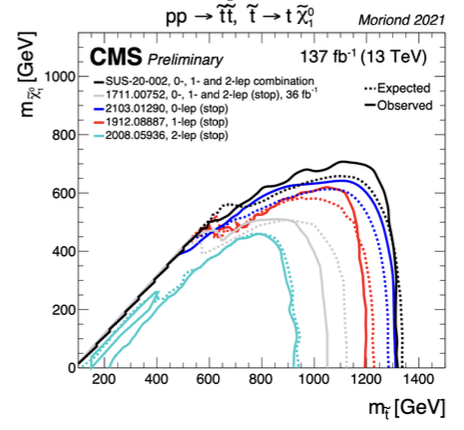 pp → t̃t̃, t̃ → t χ̃⁰₁
Moriond 2021
CMS Preliminary
137 fb⁻¹ (13 TeV)
SUS-20-002, 0-, 1- and 2-lep combination
1711.00752, 0-, 1- and 2-lep (stop), 36 fb⁻¹
2103.01290, 0-lep (stop)
1912.08887, 1-lep (stop)
2008.05936, 2-lep (stop)
Expected
Observed
m_χ̃⁰₁ [GeV]
1000
800
600
400
200
0
200 400 600 800 1000 1200 1400
m_t̃ [GeV]